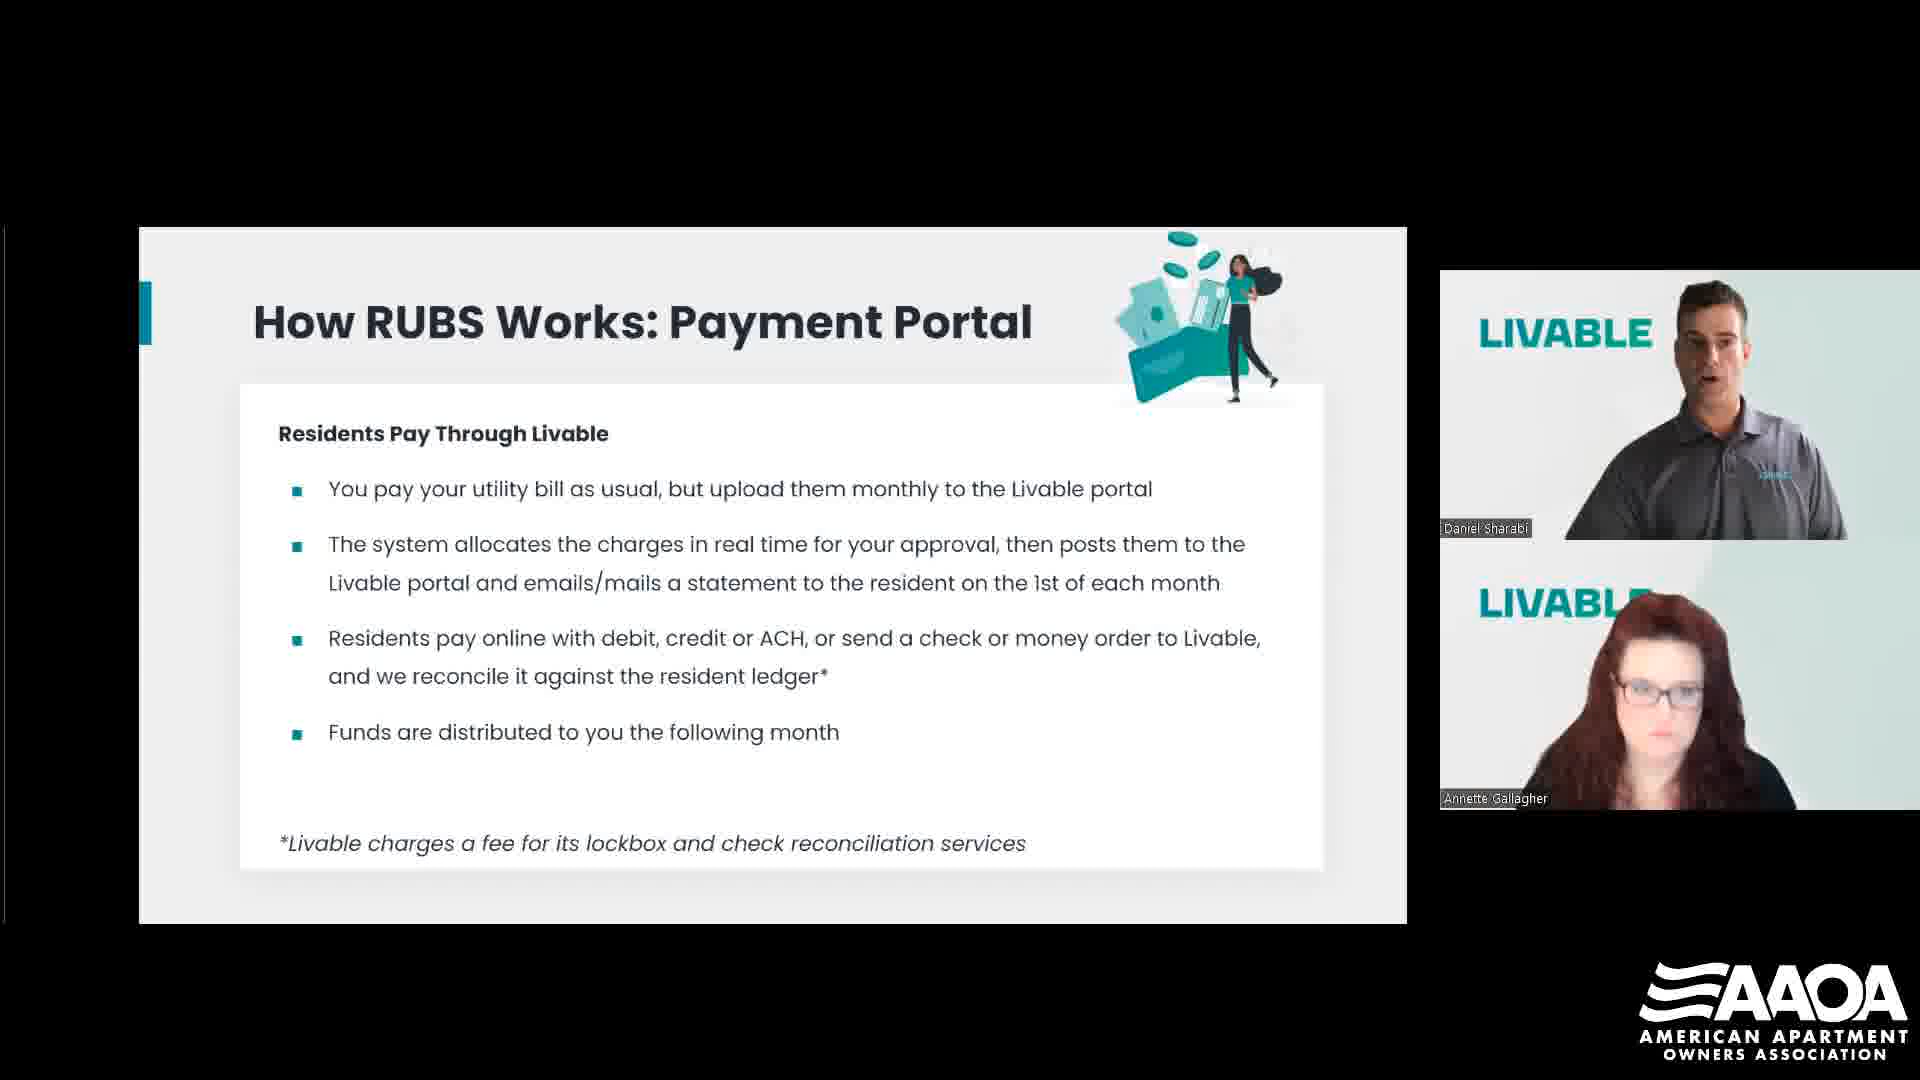 How RUBS Works: Payment Portal
Residents Pay Through Livable
You pay your utility bill as usual, but upload them monthly to the Livable portal
The system allocates the charges in real time for your approval, then posts them to the
Livable portal and emails/mails a statement to the resident on the 1st of each month
Residents pay online with debit, credit or ACH, or send a check or money order to Livable,
and we reconcile it against the resident ledger*
Funds are distributed to you the following month
*Livable charges a fee for its lockbox and check reconciliation services
LIVABLE
Daniel Sharabi
LIVABL
Annette Gallagher
AAOA
AMERICAN APARTMENT
OWNERS ASSOCIATION